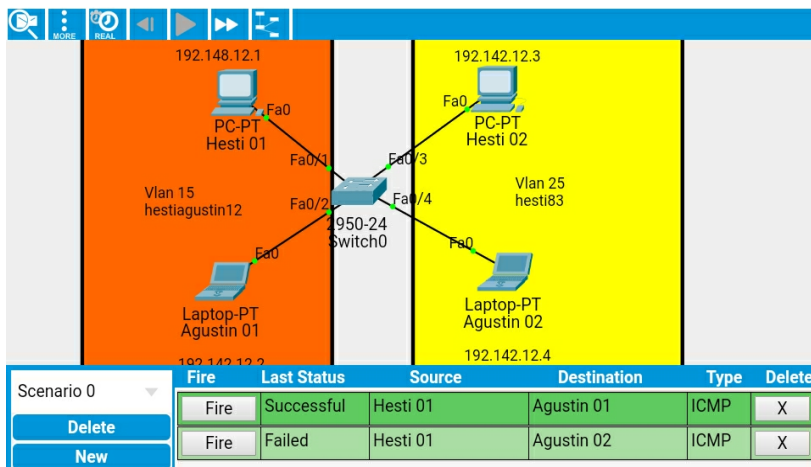 MORE
REAL
192.148.12.1
192.142.12.3
Fa0
PC-PT
Hesti 01
Fa0
PC-PT
Hesti 02
Fa0/1
Fa0/3
Vlan 15
hestiagustin12
Vlan 25
hesti83
Fa0/2
Fa0/4
2950-24
Switch0
Fa0
Fa0
Laptop-PT
Agustin 01
Laptop-PT
Agustin 02
192.142.12.2
192.142.12.4
Scenario 0
Delete
New
Fire Last Status Source Destination Type Delete
Fire Successful Hesti 01 Agustin 01 ICMP X
Fire Failed Hesti 01 Agustin 02 ICMP X